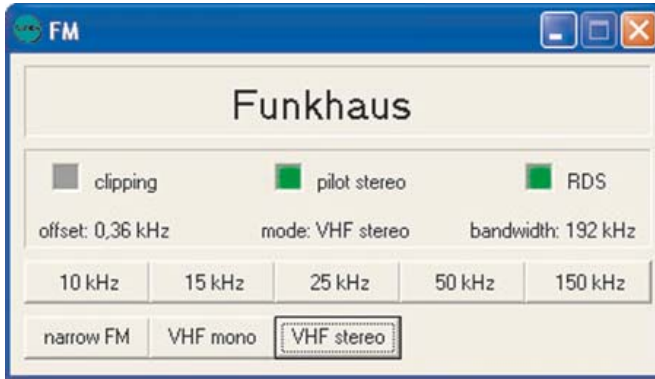 FM
Funkhaus
clipping pilot stereo RDS
offset: 0,36 kHz mode: VHF stereo bandwidth: 192 kHz
10 kHz 15 kHz 25 kHz 50 kHz 150 kHz
narrow FM VHF mono VHF stereo